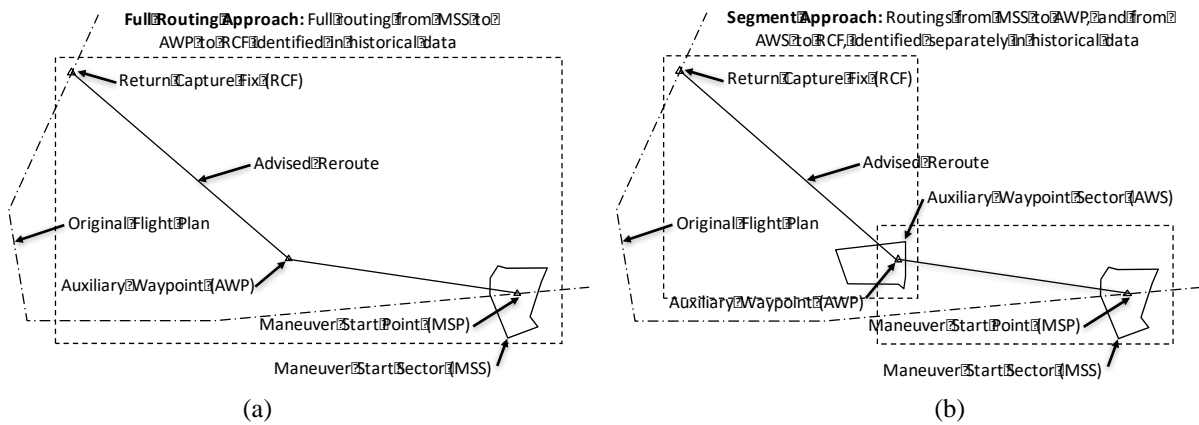 Full Routing Approach: Full routing from MSS to
AWP to RCF identified in historical data
Return Capture Fix (RCF)
Advised Reroute
Original Flight Plan
Auxiliary Waypoint (AWP)
Maneuver Start Point (MSP)
Maneuver Start Sector (MSS)
(a)
Segment Approach: Routings from MSS to AWP, and from
AWS to RCF, identified separately in historical data
Return Capture Fix (RCF)
Advised Reroute
Auxiliary Waypoint Sector (AWS)
Original Flight Plan
Auxiliary Waypoint (AWP)
Maneuver Start Point (MSP)
Maneuver Start Sector (MSS)
(b)